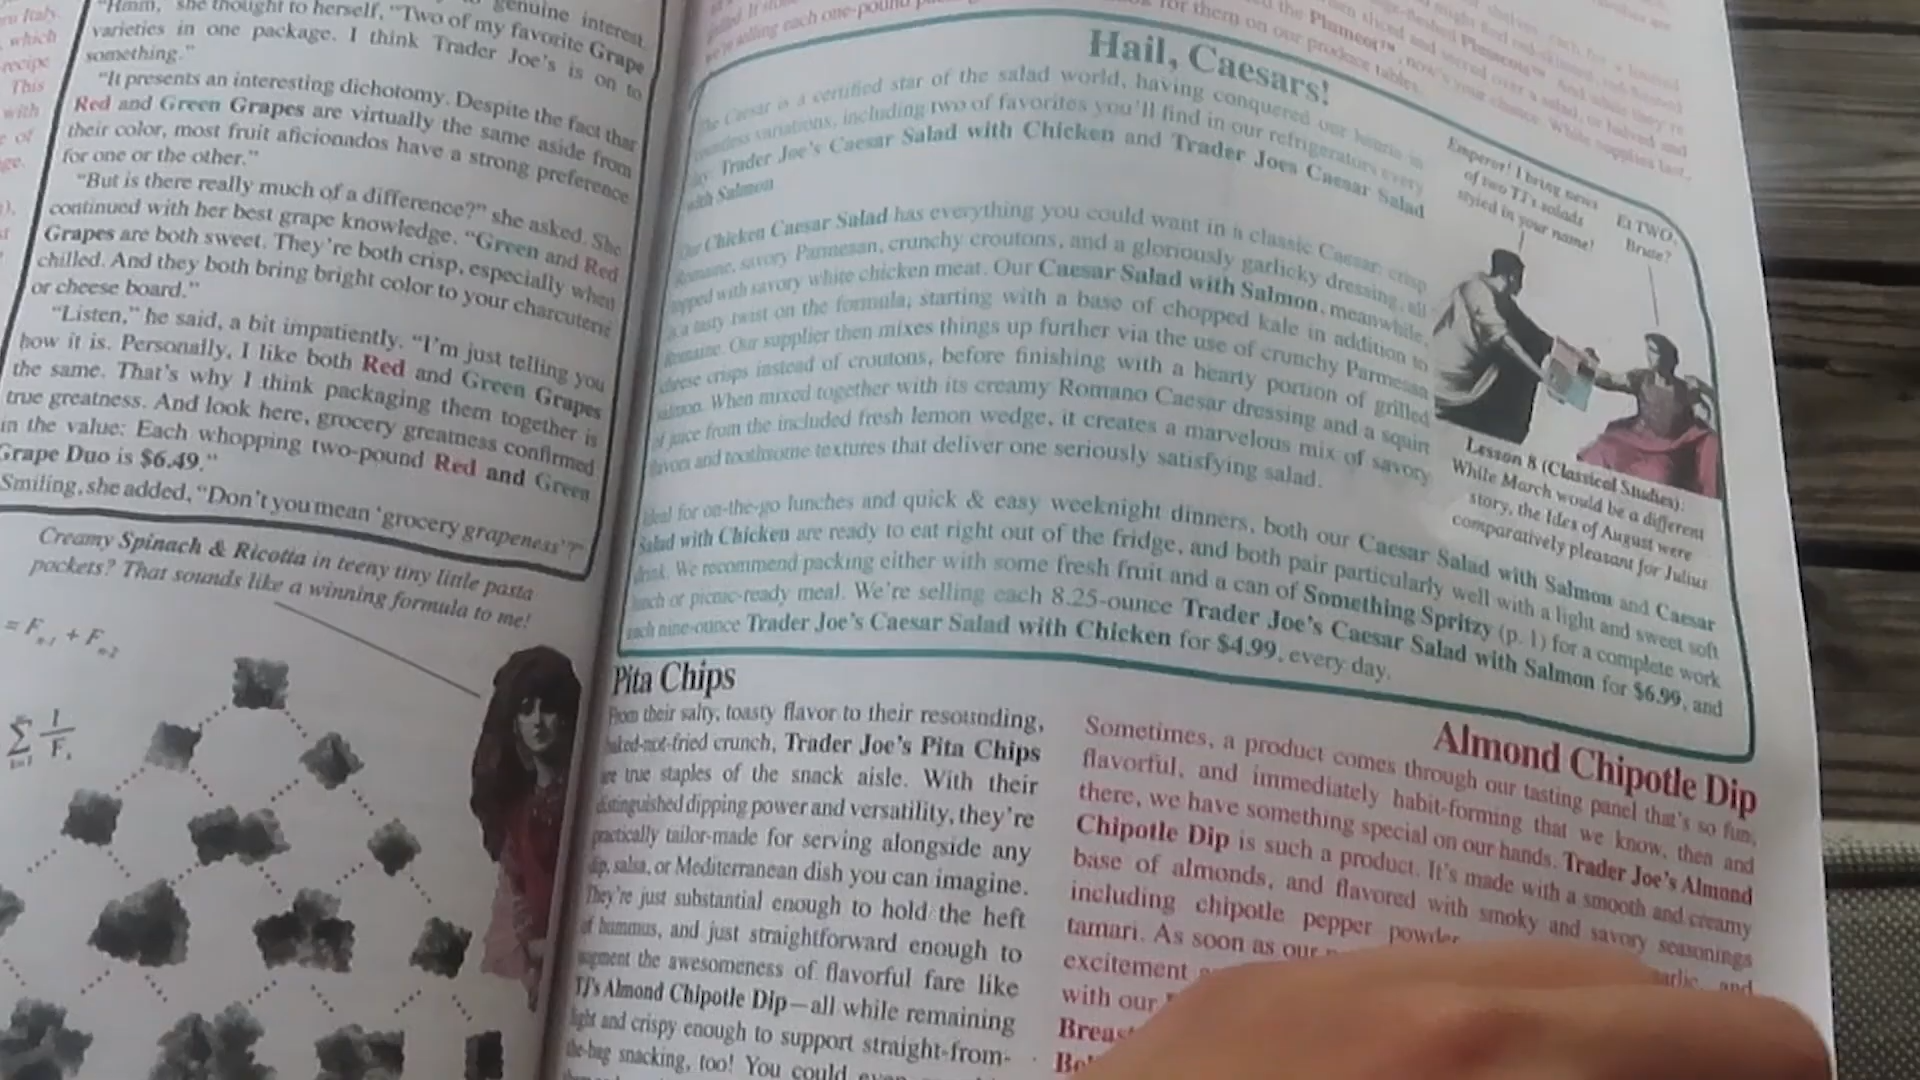 genuine interest.
"Hmm," she thought to herself, "Two of my favorite Grape
varieties in one package. I think Trader Joe's is on to
something."
"It presents an interesting dichotomy. Despite the fact that
Red and Green Grapes are virtually the same aside from
their color, most fruit aficionados have a strong preference
for one or the other."
"But is there really much of a difference?" she asked. She
continued with her best grape knowledge. "Green and Red
Grapes are both sweet. They're both crisp, especially when
chilled. And they both bring bright color to your charcuterie
or cheese board."
"Listen," he said, a bit impatiently. "I'm just telling you
how it is. Personally, I like both Red and Green Grapes
the same. That's why I think packaging them together is
true greatness. And look here, grocery greatness confirmed
in the value: Each whopping two-pound Red and Green
Grape Duo is $6.49."
Smiling, she added, "Don't you mean 'grocery grapeness'?"
Creamy Spinach & Ricotta in teeny tiny little pasta
pockets? That sounds like a winning formula to me!
which
recipe
This
with
of
Hail, Caesars!
The Caesar is a certified star of the salad world, having conquered our hearts in
countless variations, including two of favorites you'll find in our refrigerators every
day. Trader Joe's Caesar Salad with Chicken and Trader Joes Caesar Salad
with Salmon
Our Chicken Caesar Salad has everything you could want in a classic Caesar: crisp
Romaine, savory Parmesan, crunchy croutons, and a gloriously garlicky dressing, all
topped with savory white chicken meat. Our Caesar Salad with Salmon, meanwhile,
is a tasty twist on the formula, starting with a base of chopped kale in addition to
Romaine. Our supplier then mixes things up further via the use of crunchy Parmesan
cheese crisps instead of croutons, before finishing with a hearty portion of grilled
salmon. When mixed together with its creamy Romano Caesar dressing and a squirt
of juice from the included fresh lemon wedge, it creates a marvelous mix of savory
flavors and toothsome textures that deliver one seriously satisfying salad.
Ideal for on-the-go lunches and quick & easy weeknight dinners, both our Caesar Salad with Salmon and Caesar
Salad with Chicken are ready to eat right out of the fridge, and both pair particularly well with a light and sweet soft
drink. We recommend packing either with some fresh fruit and a can of Something Spritzy (p. 1) for a complete work
lunch or picnic-ready meal. We're selling each 8.25-ounce Trader Joe's Caesar Salad with Salmon for $6.99, and
each nine-ounce Trader Joe's Caesar Salad with Chicken for $4.99, every day.
Emperor! I bring news
of two TJ's salads
styled in your name!
Et TWO,
Brute?
Lesson 8 (Classical Studies):
While March would be a different
story, the Ides of August were
comparatively pleasant for Julius.
Pita Chips
From their salty, toasty flavor to their resounding,
baked-not-fried crunch, Trader Joe's Pita Chips
are true staples of the snack aisle. With their
distinguished dipping power and versatility, they're
practically tailor-made for serving alongside any
dip, salsa, or Mediterranean dish you can imagine.
They're just substantial enough to hold the heft
of hummus, and just straightforward enough to
augment the awesomeness of flavorful fare like
TJ's Almond Chipotle Dip—all while remaining
light and crispy enough to support straight-from-
the-bag snacking, too! You could even
Almond Chipotle Dip
Sometimes, a product comes through our tasting panel that's so fun,
flavorful, and immediately habit-forming that we know, then and
there, we have something special on our hands. Trader Joe's Almond
Chipotle Dip is such a product. It's made with a smooth and creamy
base of almonds, and flavored with smoky and savory seasonings
including chipotle pepper powder garlic, and
tamari. As soon as our
excitement
with our